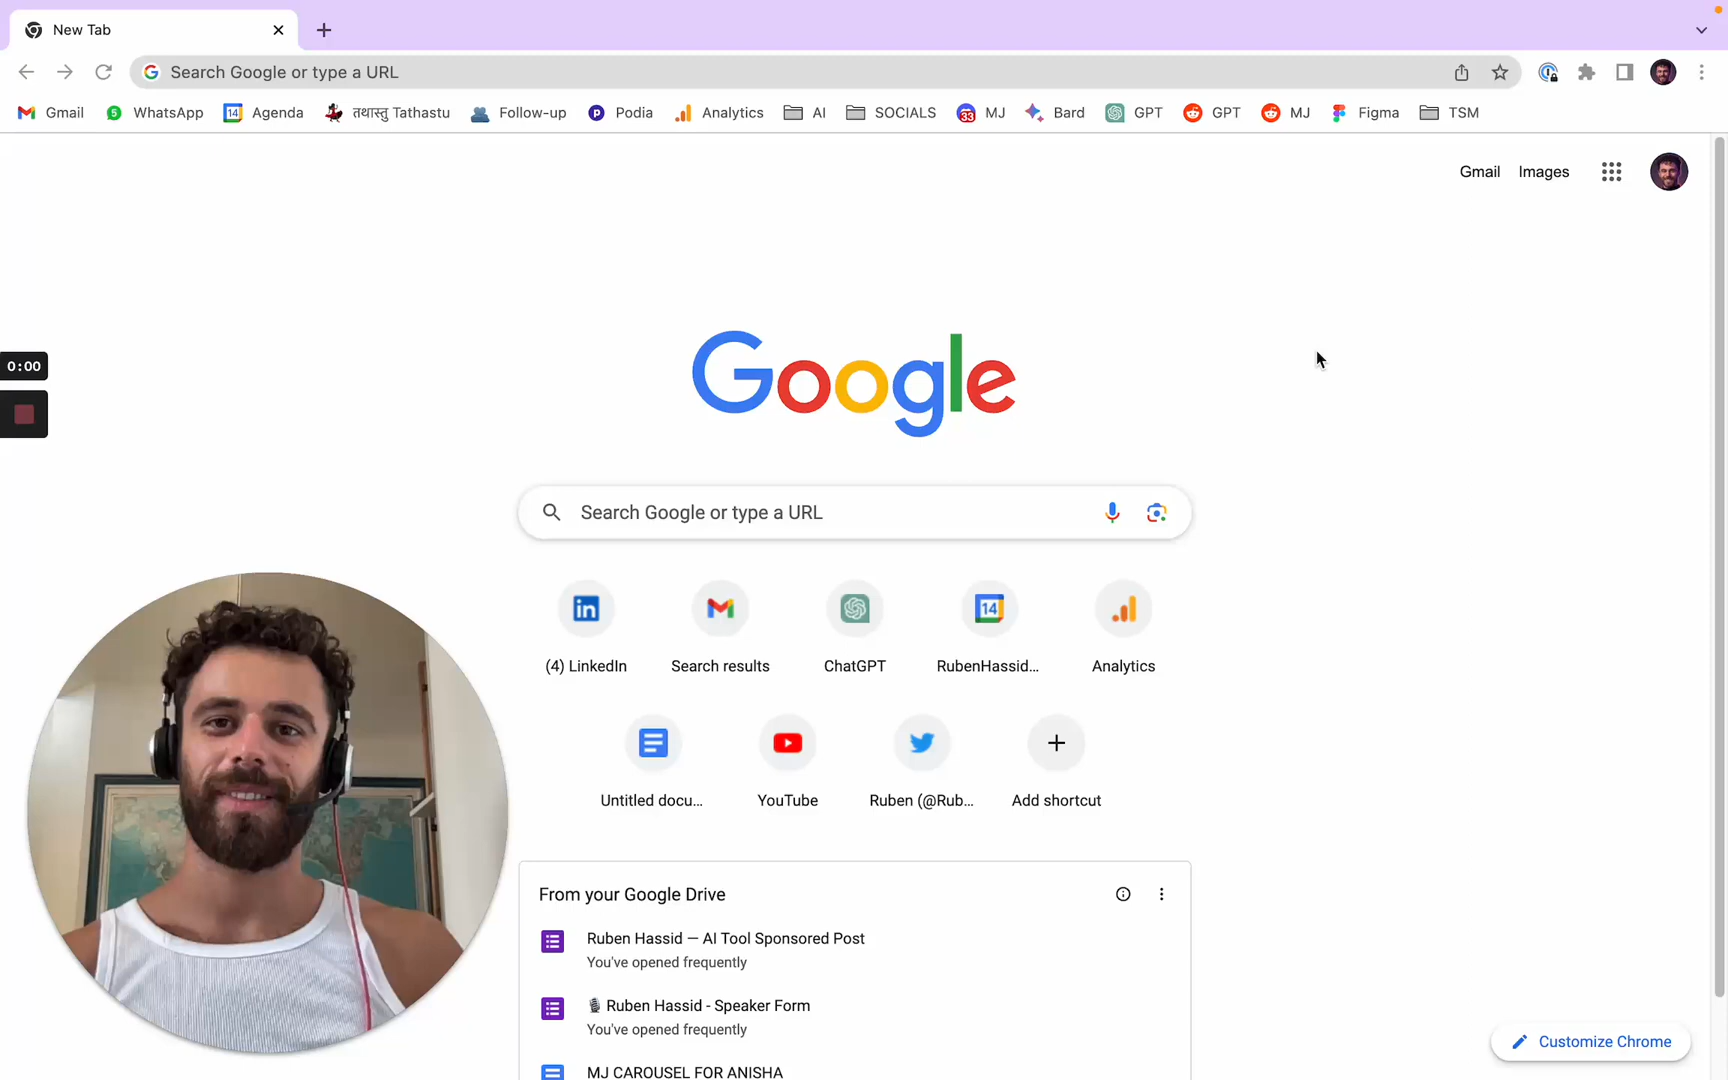 New Tab
Search Google or type a URL
Gmail WhatsApp Agenda तथास्तु Tathastu Follow-up Podia Analytics AI SOCIALS MJ Bard GPT GPT MJ Figma TSM
Gmail Images
0:00
Google
Search Google or type a URL
(4) LinkedIn Search results ChatGPT RubenHassid... Analytics
Untitled docu... YouTube Ruben (@Rub... Add shortcut
From your Google Drive
Ruben Hassid — AI Tool Sponsored Post
You've opened frequently
Ruben Hassid - Speaker Form
You've opened frequently
MJ CAROUSEL FOR ANISHA
Customize Chrome